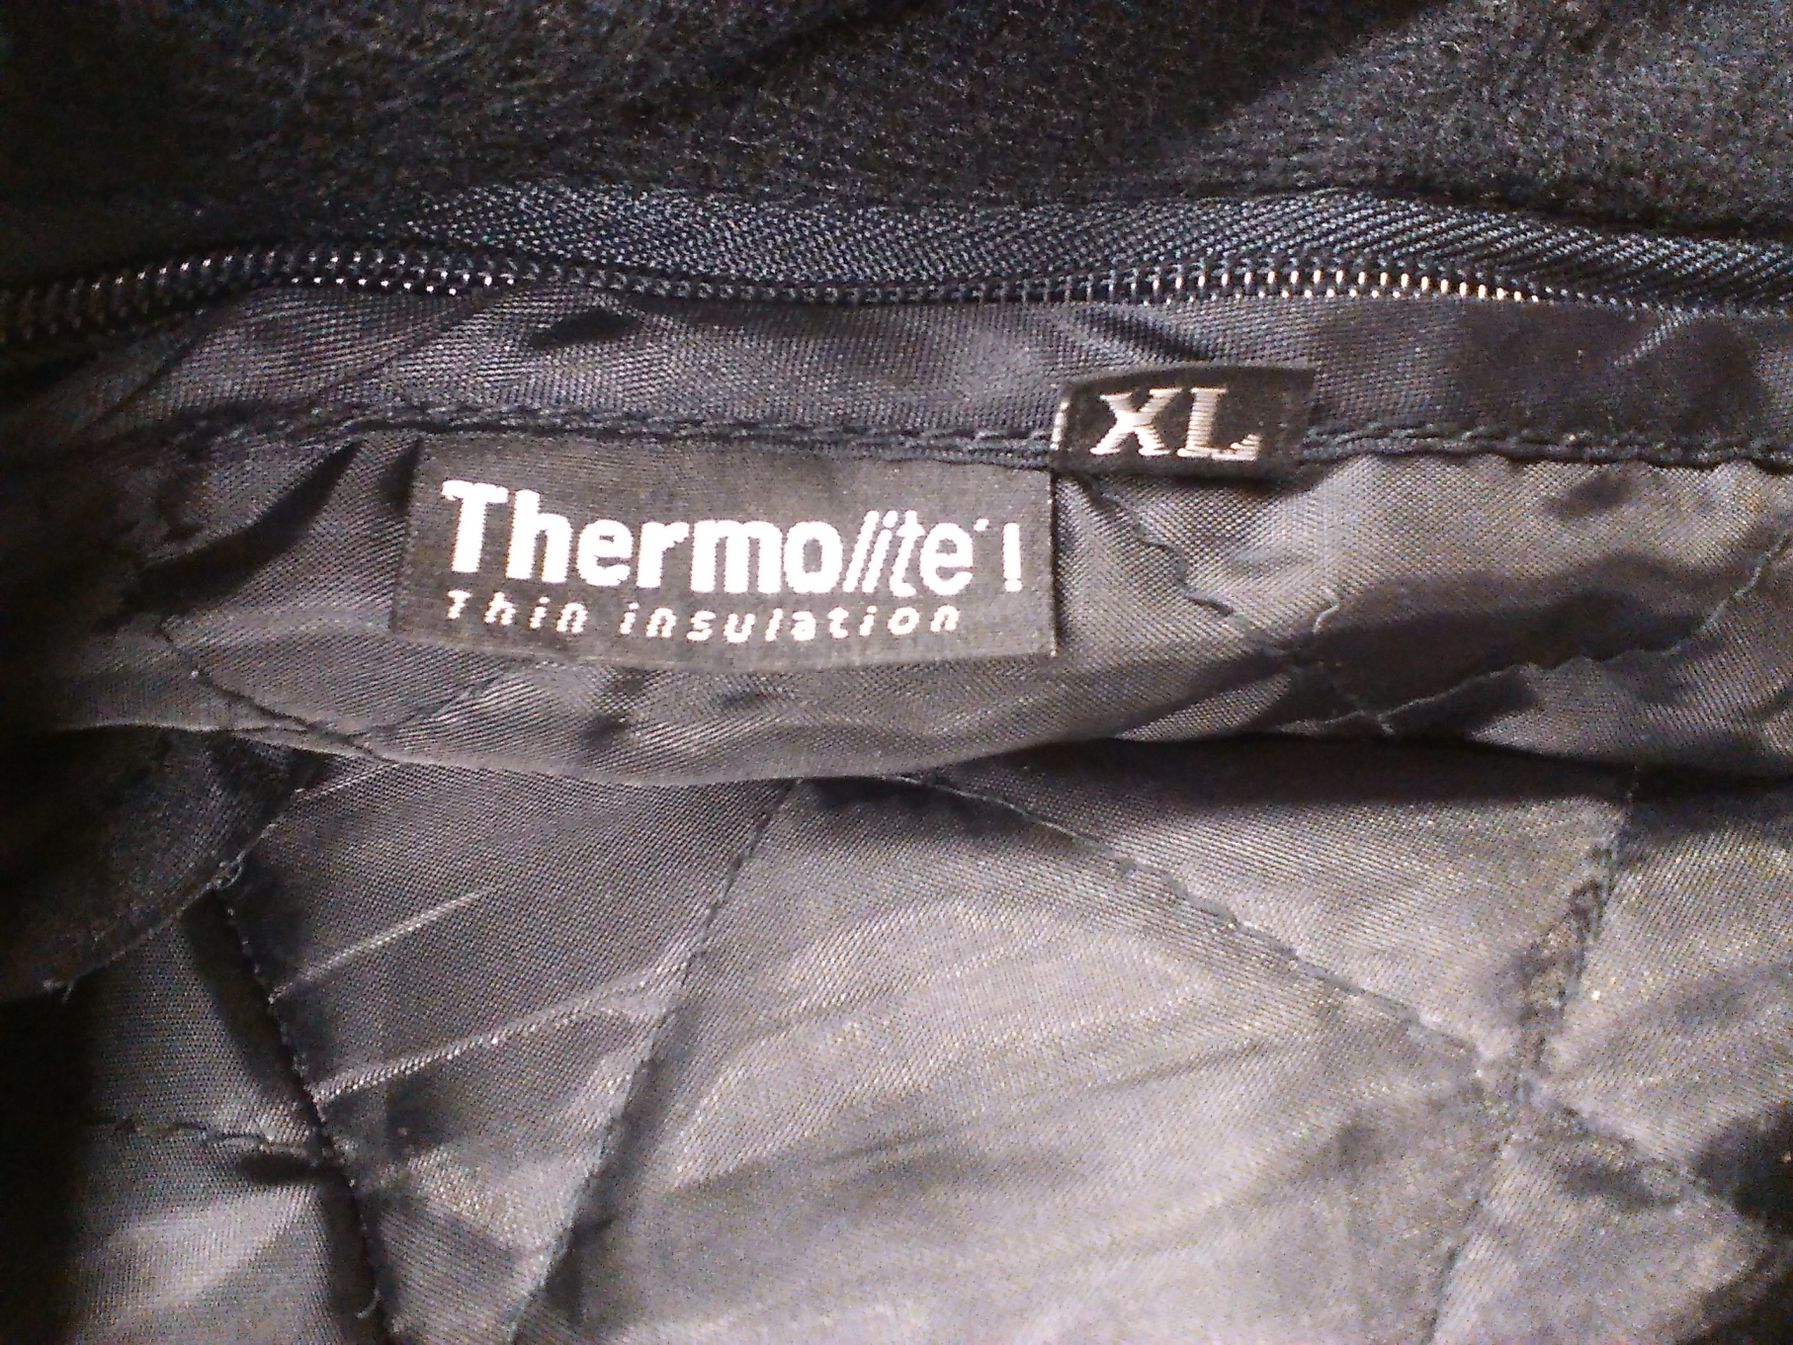 XL
Thermolite´!
Thin insulation